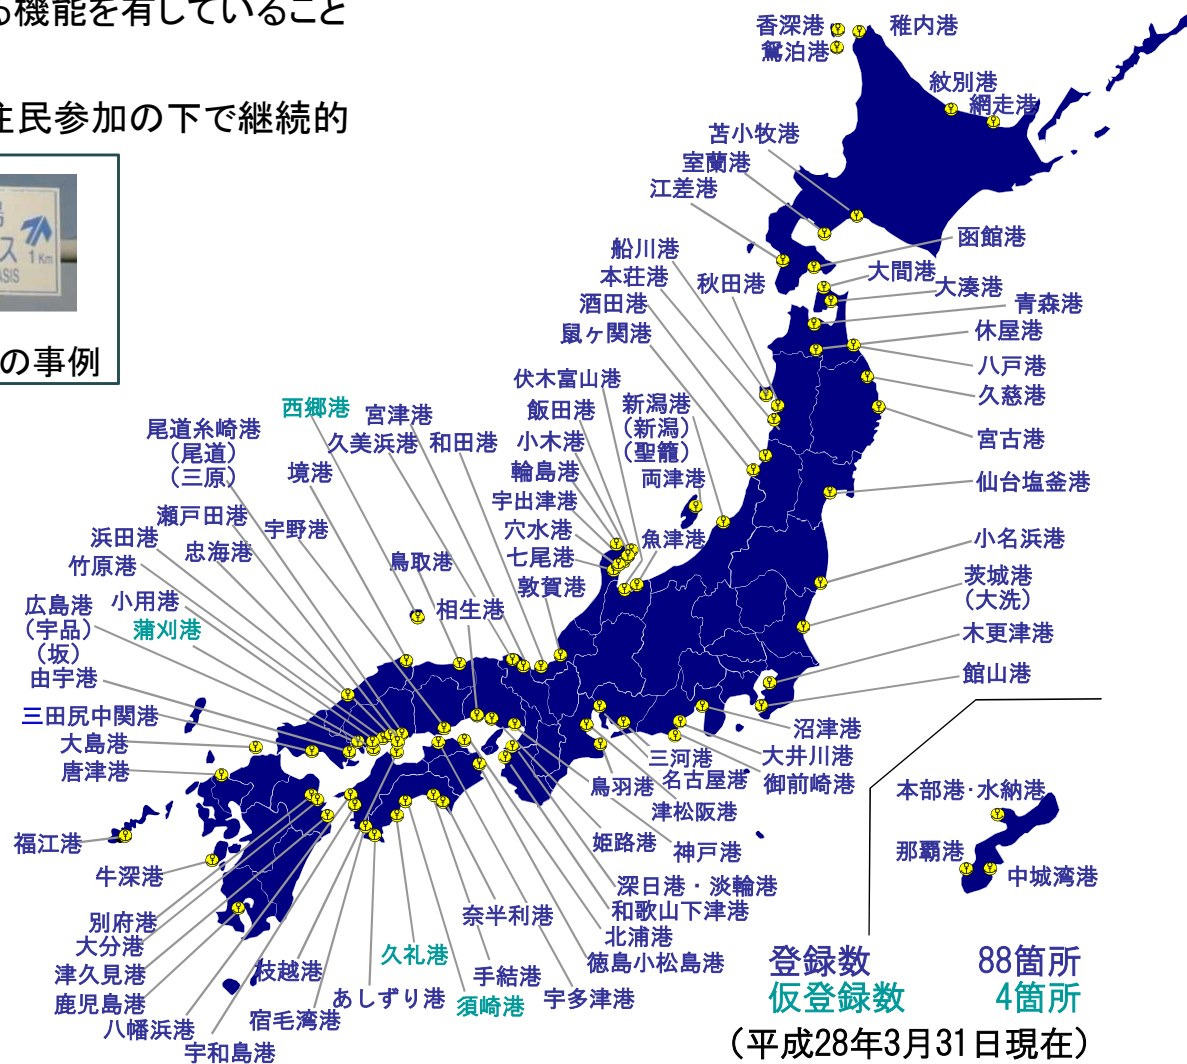 る機能を有していること
住民参加の下で継続的
ス
1Km
ASIS
の事例
香深港
稚内港
鴛泊港
紋別港
網走港
苫小牧港
室蘭港
江差港
函館港
船川港
本荘港
秋田港
大間港
大湊港
酒田港
青森港
鼠ヶ関港
休屋港
八戸港
伏木富山港
久慈港
西郷港
宮津港
飯田港
新潟港
(新潟)
(聖籠)
尾道糸崎港
(尾道)
(三原)
久美浜港
和田港
小木港
宮古港
境港
輪島港
両津港
仙台塩釜港
瀬戸田港
宇野港
宇出津港
浜田港
忠海港
穴水港
魚津港
小名浜港
竹原港
鳥取港
七尾港
敦賀港
茨城港
(大洗)
広島港
(宇品)
(坂)
小用港
相生港
蒲刈港
木更津港
由宇港
館山港
三田尻中関港
沼津港
大島港
三河港
大井川港
唐津港
鳥羽港
名古屋港
御前崎港
本部港・水納港
津松阪港
福江港
姫路港
神戸港
那覇港
牛深港
中城湾港
深日港・淡輪港
別府港
奈半利港
和歌山下津港
大分港
北浦港
久礼港
津久見港
枝越港
手結港
徳島小松島港
鹿児島港
あしずり港
須崎港
宇多津港
八幡浜港
宿毛湾港
宇和島港
登録数 88箇所
仮登録数 4箇所
(平成28年3月31日現在)